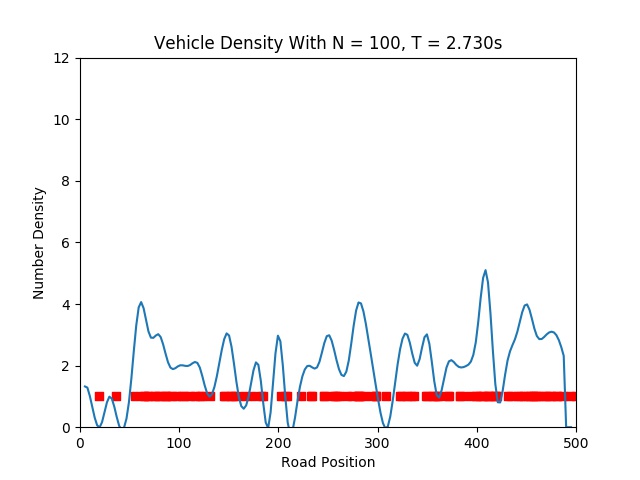 Vehicle Density With N = 100, T = 2.730s
12
10
8
6
4
2
0
Number Density
0 100 200 300 400 500
Road Position